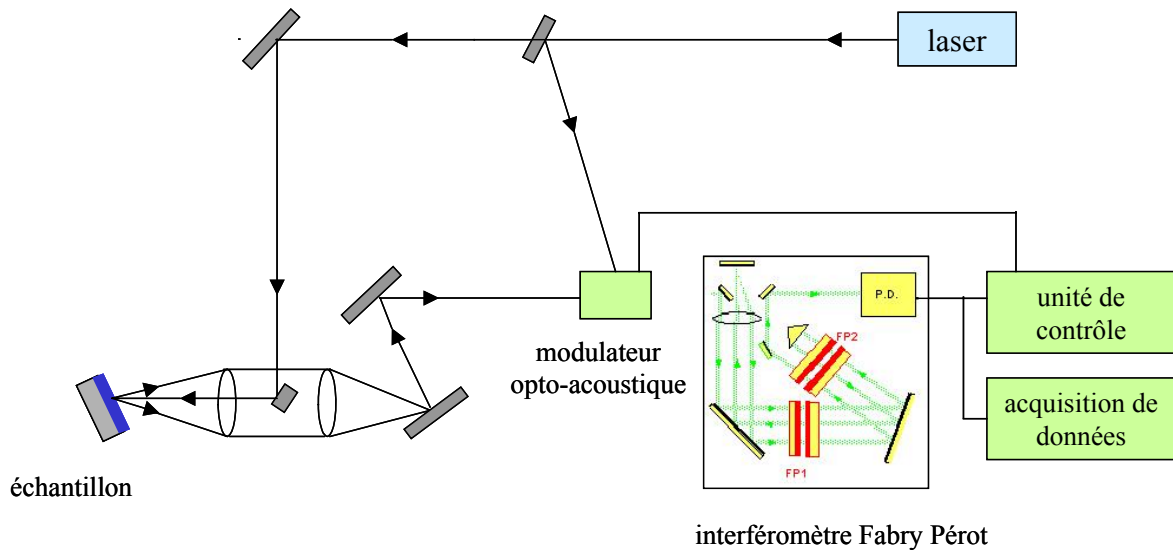 laser
P.D.
unité de
contrôle
modulateur
opto-acoustique
FP2
acquisition de
données
FP1
échantillon
interféromètre Fabry Pérot